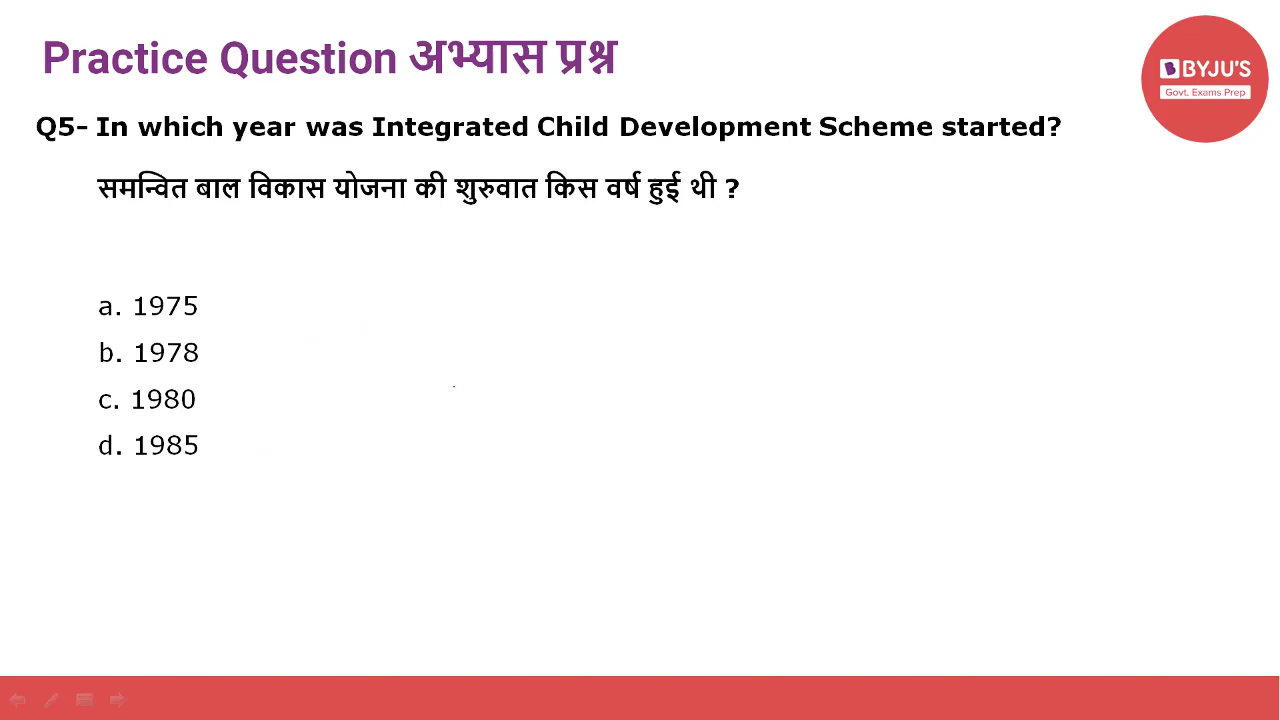 Practice Question अभ्यास प्रश्न
BYJU'S
Govt. Exams Prep
Q5- In which year was Integrated Child Development Scheme started?
समन्वित बाल विकास योजना की शुरुवात किस वर्ष हुई थी ?
a. 1975
b. 1978
c. 1980
d. 1985